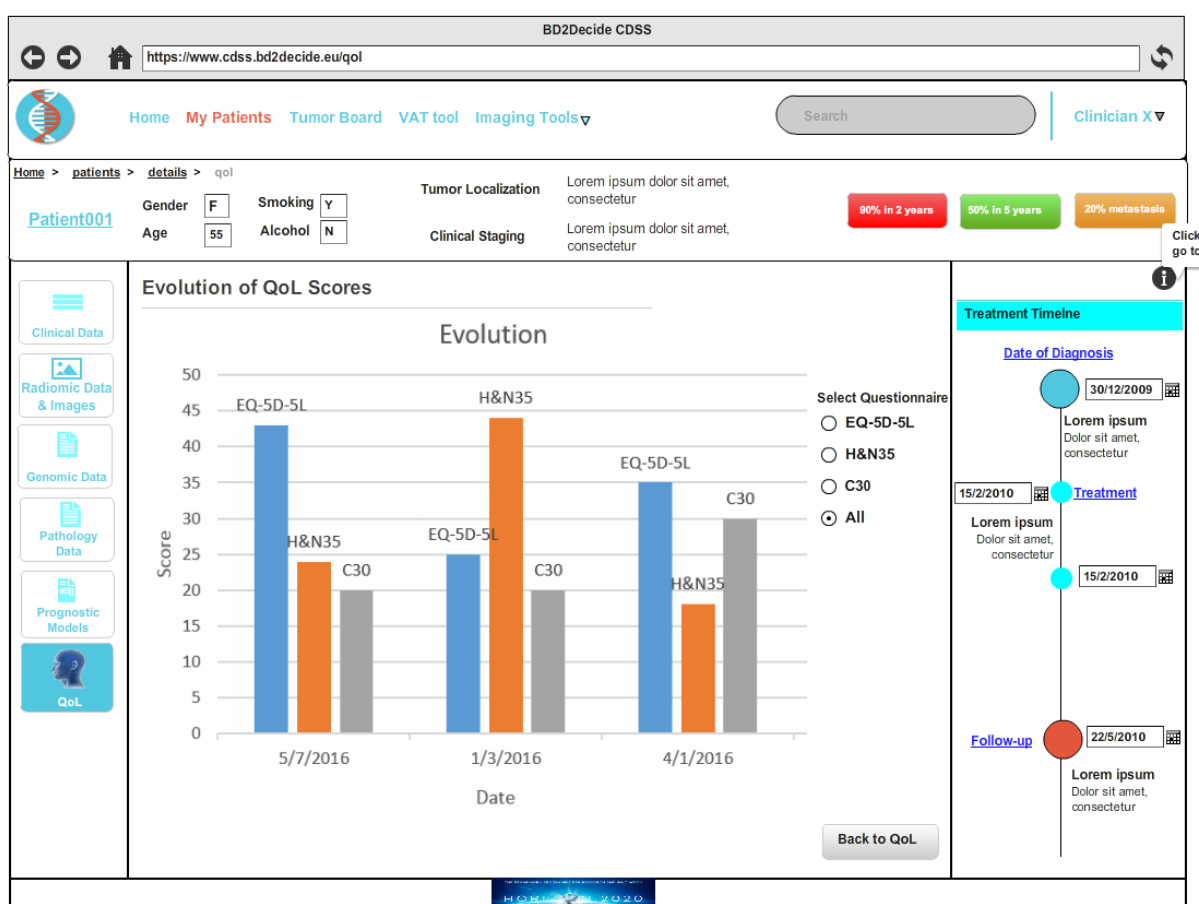 BD2Decide CDSS
https://www.cdss.bd2decide.eu/qol
Home My Patients Tumor Board VAT tool Imaging Tools
Search
Clinician X
Home > patients > details > qol
Patient001
Gender F
Smoking Y
Age 55
Alcohol N
Tumor Localization
Lorem ipsum dolor sit amet,
consectetur
Clinical Staging
Lorem ipsum dolor sit amet,
consectetur
90% in 2 years
50% in 5 years
20% metastasis
Click
go to
Clinical Data
Radiomic Data
& Images
Genomic Data
Pathology
Data
Prognostic
Models
QoL
Evolution of QoL Scores
Evolution
50
45
40
35
30
25
20
15
10
5
0
Score
EQ-5D-5L
H&N35
C30
EQ-5D-5L
H&N35
C30
EQ-5D-5L
H&N35
C30
5/7/2016
1/3/2016
4/1/2016
Date
Select Questionnaire
EQ-5D-5L
H&N35
C30
All
Back to QoL
Treatment Timelne
Date of Diagnosis
30/12/2009
Lorem ipsum
Dolor sit amet,
consectetur
15/2/2010
Treatment
Lorem ipsum
Dolor sit amet,
consectetur
15/2/2010
Follow-up
22/5/2010
Lorem ipsum
Dolor sit amet,
consectetur
HORIZON 2020